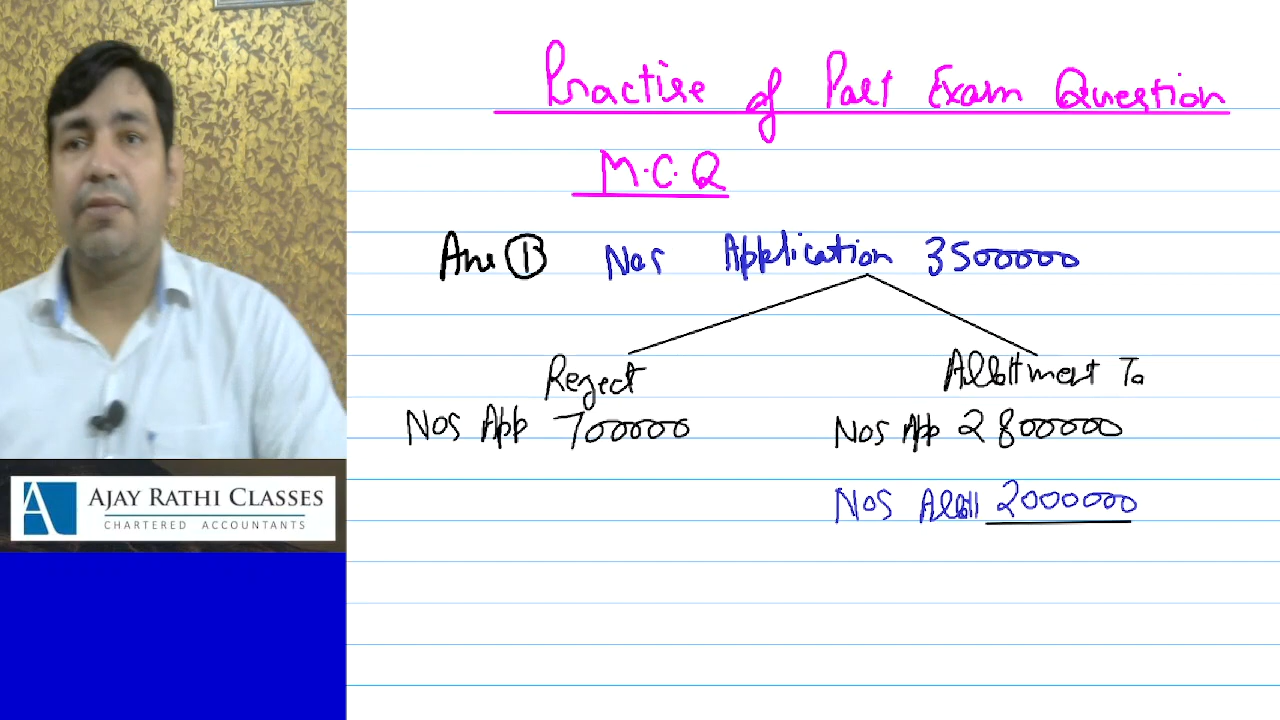 Practise of Past Exam Question
M.C.Q
Ans ① Nos Application 3500000
Reject
Allotment To
Nos App 700000
Nos App 2800000
Nos Allott 2000000
AJAY RATHI CLASSES
CHARTERED ACCOUNTANTS